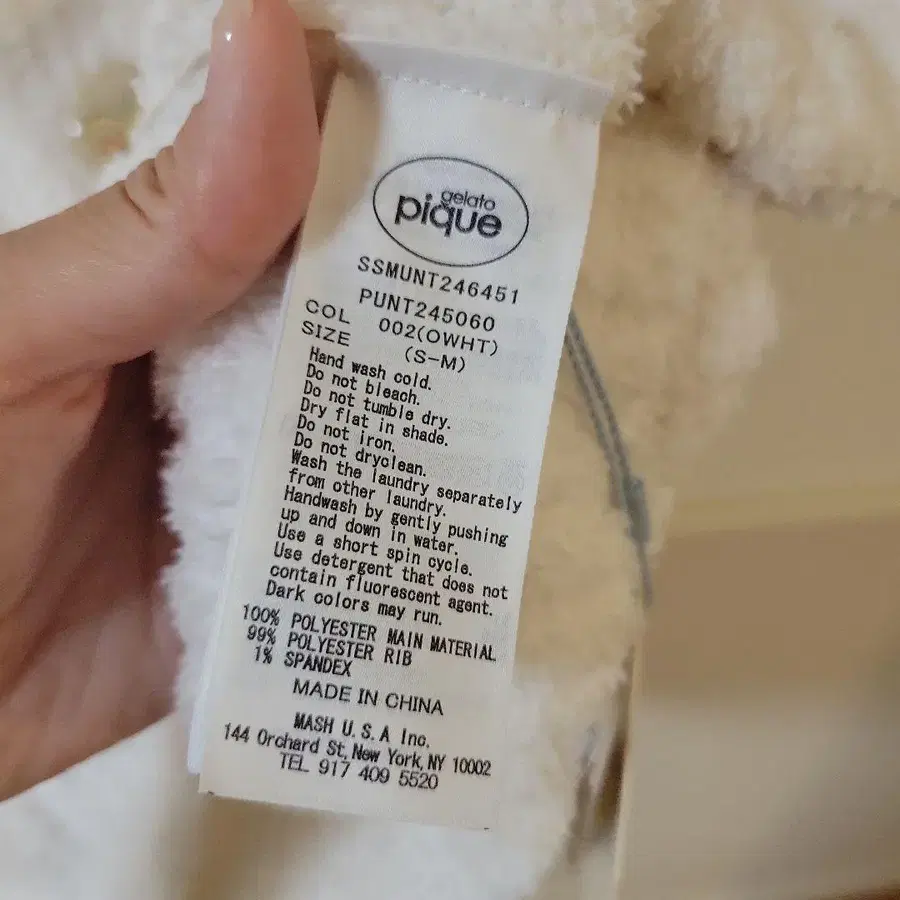 gelato
pique
SSMUNT246451
PUNT245060
COL 002(OWHT)
SIZE (S-M)
Hand wash cold.
Do not bleach.
Do not tumble dry.
Dry flat in shade.
Do not iron.
Do not dryclean.
Wash the laundry separately
from other laundry.
Handwash by gently pushing
up and down in water.
Use a short spin cycle.
Use detergent that does not
contain fluorescent agent.
Dark colors may run.
100% POLYESTER MAIN MATERIAL
99% POLYESTER RIB
1% SPANDEX
MADE IN CHINA
MASH U.S.A Inc.
144 Orchard St, New York, NY 10002
TEL 917 409 5520